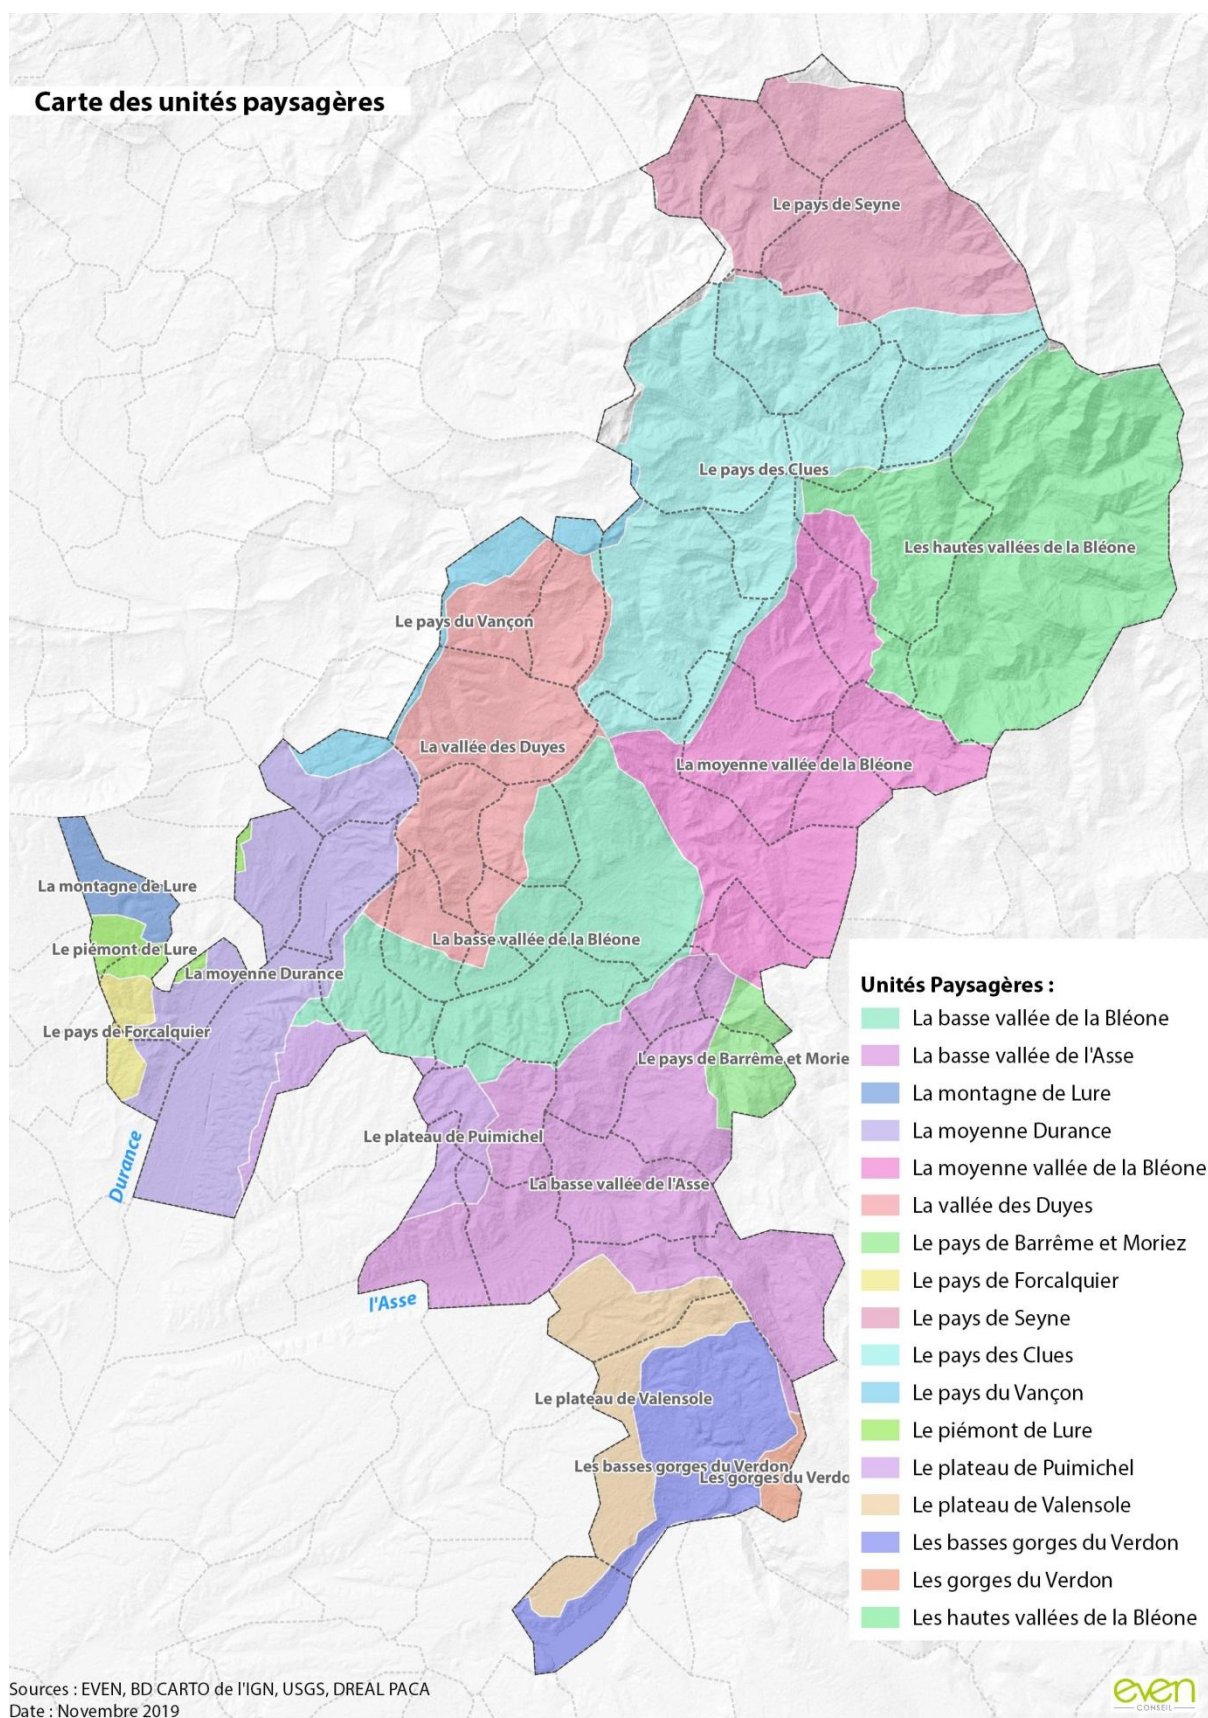 Carte des unités paysagères
Le pays de Seyne
Le pays des Clues
Les hautes vallées de la Bléone
Le pays du Vançon
La vallée des Duyes
La moyenne vallée de la Bléone
La montagne de Lure
La basse vallée de la Bléone
Le piémont de Lure
La moyenne Durance
Le pays de Forcalquier
Le pays de Barrême et Morie
Le plateau de Puimichel
Durance
La basse vallée de l'Asse
l'Asse
Le plateau de Valensole
Les basses gorges du Verdon
Les gorges du Verdo
Unités Paysagères :
La basse vallée de la Bléone
La basse vallée de l'Asse
La montagne de Lure
La moyenne Durance
La moyenne vallée de la Bléone
La vallée des Duyes
Le pays de Barrême et Moriez
Le pays de Forcalquier
Le pays de Seyne
Le pays des Clues
Le pays du Vançon
Le piémont de Lure
Le plateau de Puimichel
Le plateau de Valensole
Les basses gorges du Verdon
Les gorges du Verdon
Les hautes vallées de la Bléone
Sources : EVEN, BD CARTO de l'IGN, USGS, DREAL PACA
Date : Novembre 2019
even
CONSEIL